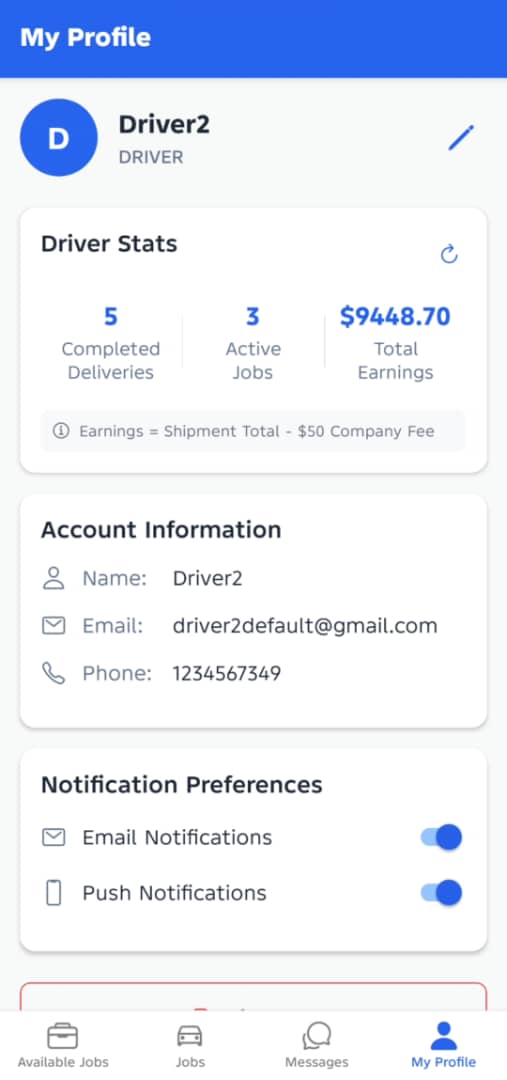 My Profile
D
Driver2
DRIVER
Driver Stats
5
Completed
Deliveries
3
Active
Jobs
$9448.70
Total
Earnings
Earnings = Shipment Total - $50 Company Fee
Account Information
Name: Driver2
Email: driver2default@gmail.com
Phone: 1234567349
Notification Preferences
Email Notifications
Push Notifications
Available Jobs
Jobs
Messages
My Profile